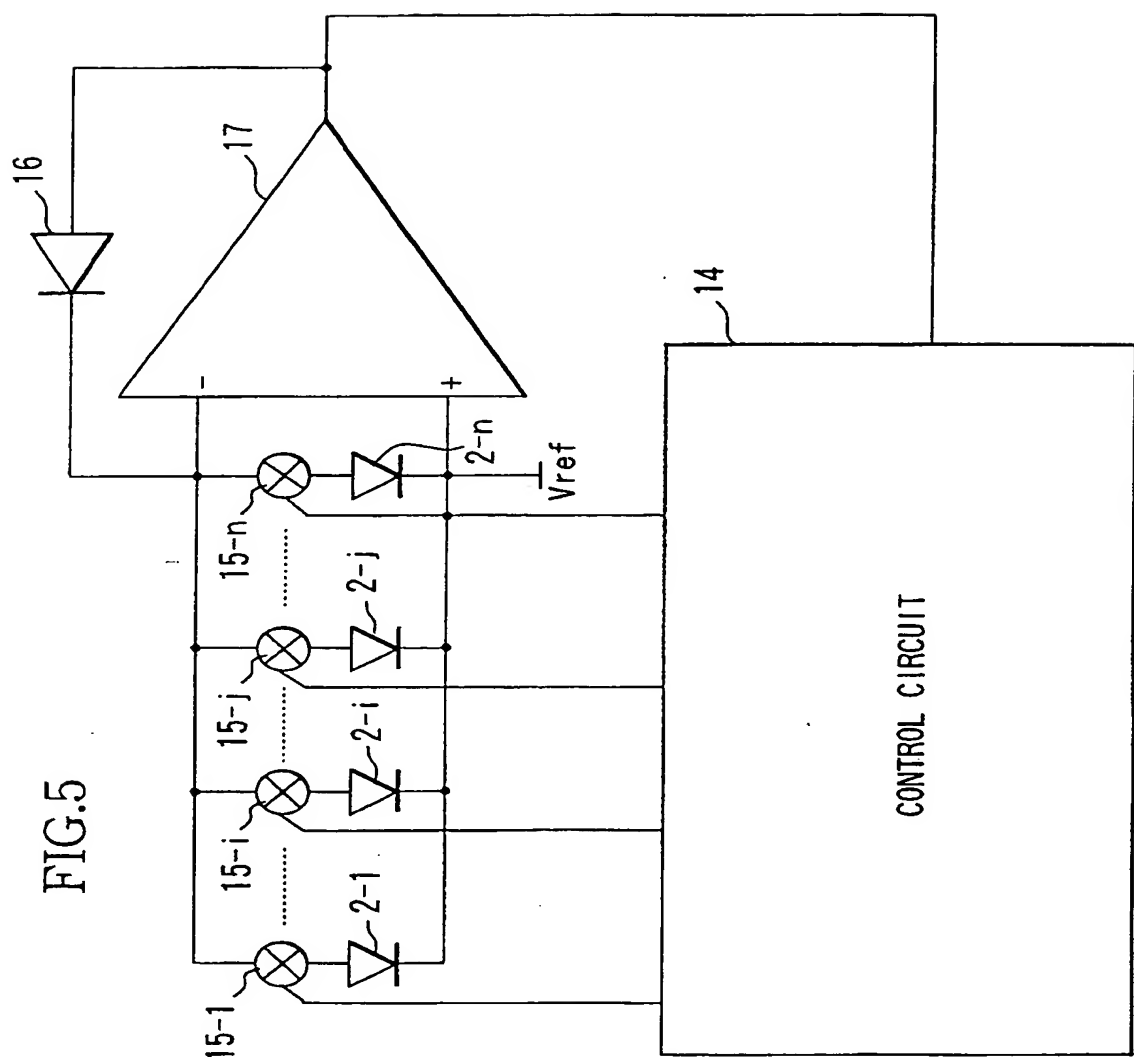 FIG.5
16
17
-
+
15-1
15-i
15-j
15-n
2-1
2-i
2-j
2-n
Vref
14
CONTROL CIRCUIT